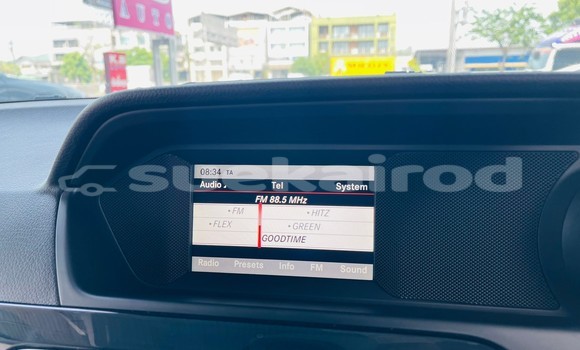 08:34 TA
Audio Tel System
FM 88.5 MHz
• FM • HITZ
• FLEX • GREEN
GOODTIME
Radio Presets Info FM Sound
suekairod